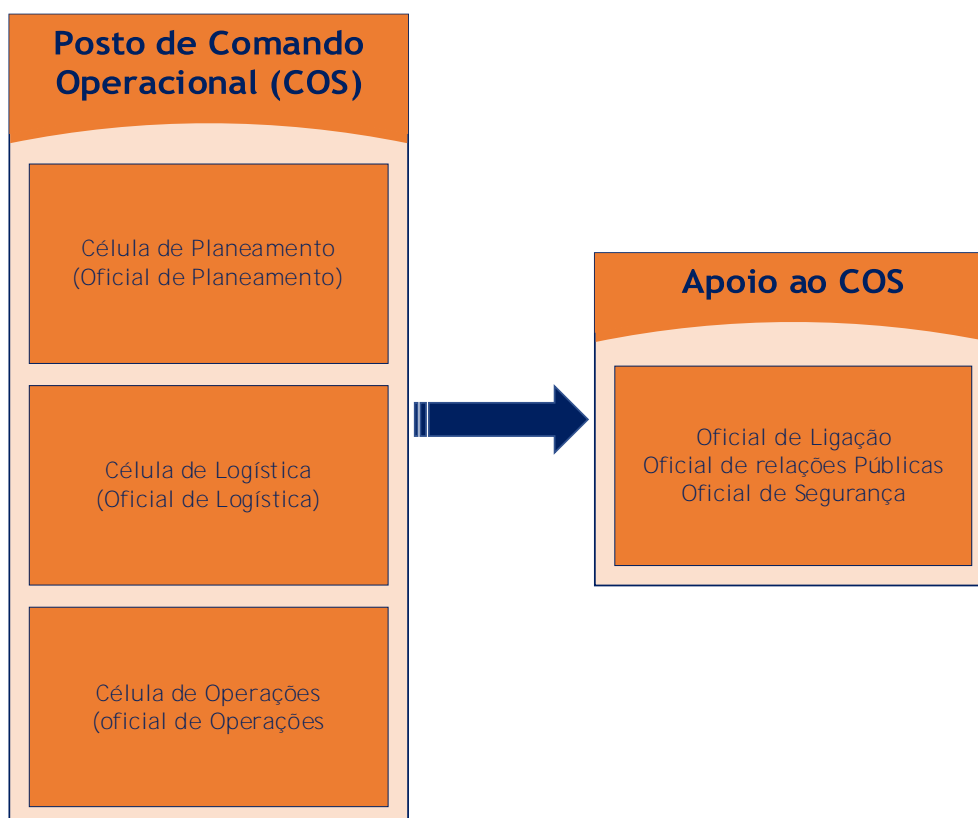 Posto de Comando
Operacional (COS)
Célula de Planeamento
(Oficial de Planeamento)
Célula de Logística
(Oficial de Logística)
Célula de Operações
(oficial de Operações
Apoio ao COS
Oficial de Ligação
Oficial de relações Públicas
Oficial de Segurança